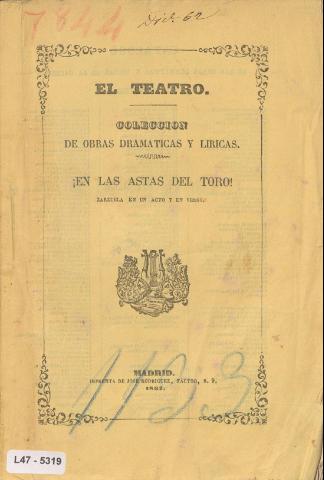 7844
Dic. 62
EL TEATRO.
COLECCION
DE OBRAS DRAMATICAS Y LIRICAS.
¡EN LAS ASTAS DEL TORO!
ZARZUELA EN UN ACTO Y EN VERSO.
MADRID.
IMPRENTA DE JOSÉ RODRIGUEZ, FACTOR, N. 9.
1862.
1133
L47 - 5319